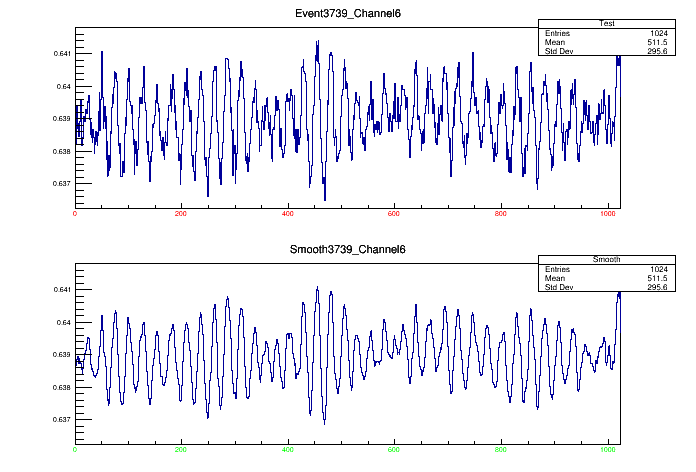 Event3739_Channel6
Test
Entries 1024
Mean 511.5
Std Dev 295.6
0.641
0.64
0.639
0.638
0.637
0 200 400 600 800 1000
Smooth3739_Channel6
Smooth
Entries 1024
Mean 511.5
Std Dev 295.6
0.641
0.64
0.639
0.638
0.637
0 200 400 600 800 1000